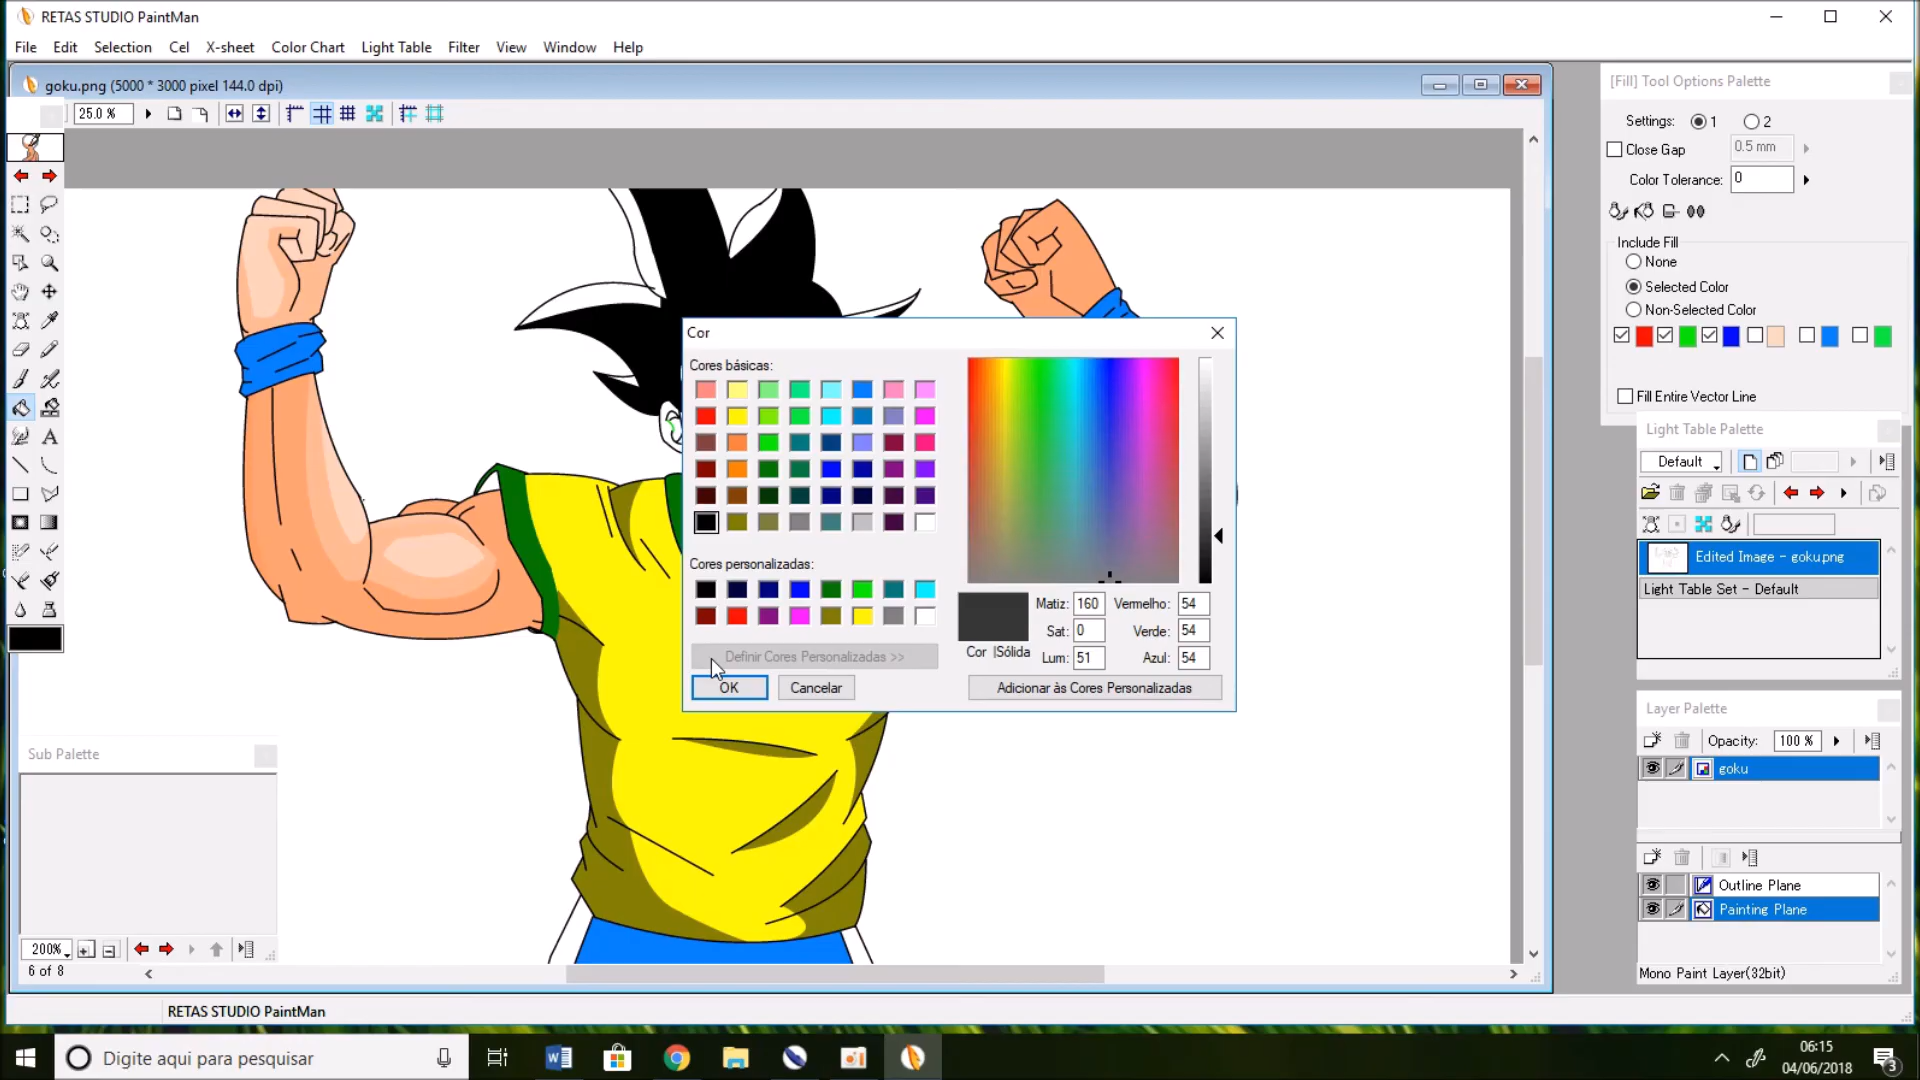 RETAS STUDIO PaintMan
File Edit Selection Cel X-sheet Color Chart Light Table Filter View Window Help
goku.png (5000 * 3000 pixel 144.0 dpi)
25.0 %
[Fill] Tool Options Palette
Settings: 1 2
Close Gap 0.5 mm
Color Tolerance: 0
Include Fill
None
Selected Color
Non-Selected Color
Fill Entire Vector Line
Light Table Palette
Default
Edited Image - goku.png
Light Table Set - Default
Layer Palette
Opacity: 100 %
goku
Outline Plane
Painting Plane
Mono Paint Layer(32bit)
Cor
Cores básicas:
Cores personalizadas:
Definir Cores Personalizadas >>
OK Cancelar
Cor |Sólida
Matiz: 160 Vermelho: 54
Sat: 0 Verde: 54
Lum: 51 Azul: 54
Adicionar às Cores Personalizadas
A
Sub Palette
200%
6 of 8
RETAS STUDIO PaintMan
Digite aqui para pesquisar
06:15
04/06/2018
3